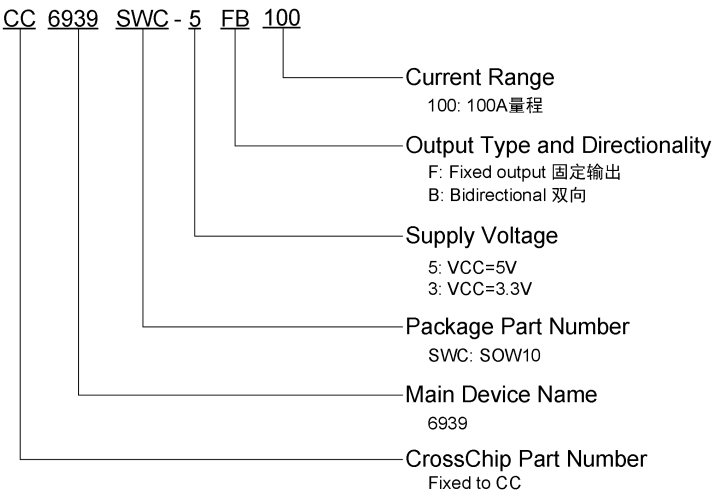 CC 6939 SWC - 5 FB 100
Current Range
100: 100A量程
Output Type and Directionality
F: Fixed output 固定输出
B: Bidirectional 双向
Supply Voltage
5: VCC=5V
3: VCC=3.3V
Package Part Number
SWC: SOW10
Main Device Name
6939
CrossChip Part Number
Fixed to CC